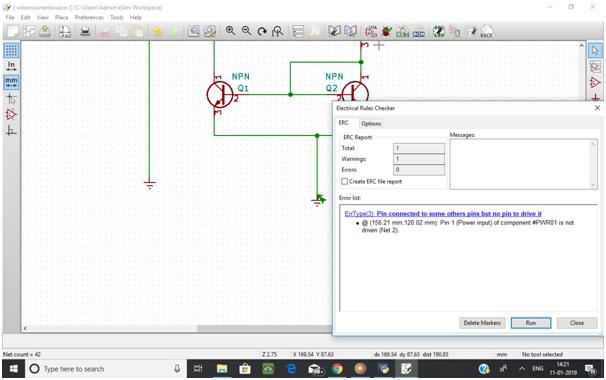 [ wilsoncurrentsource /] (C:\Users\Admin\eSim-Workspace)
File Edit View Place Preferences Tools Help
BACK
In
mm
1
3
NPN
Q1
2
3
NPN
Q2
2
1
Electrical Rules Checker
ERC Options
ERC Report:
Total: 1
Warnings: 1
Errors: 0
Create ERC file report
Messages:
Error list:
ErrType(3): Pin connected to some others pins but no pin to drive it
@ (156.21 mm,120.02 mm): Pin 1 (Power input) of component #PWR01 is not
driven (Net 2).
Delete Markers Run Close
Net count = 42 Z 2.75 X 169.54 Y 87.63 dx 169.54 dy 87.63 dist 190.85 mm No tool selected
Type here to search
ENG
14:21
11-01-2019